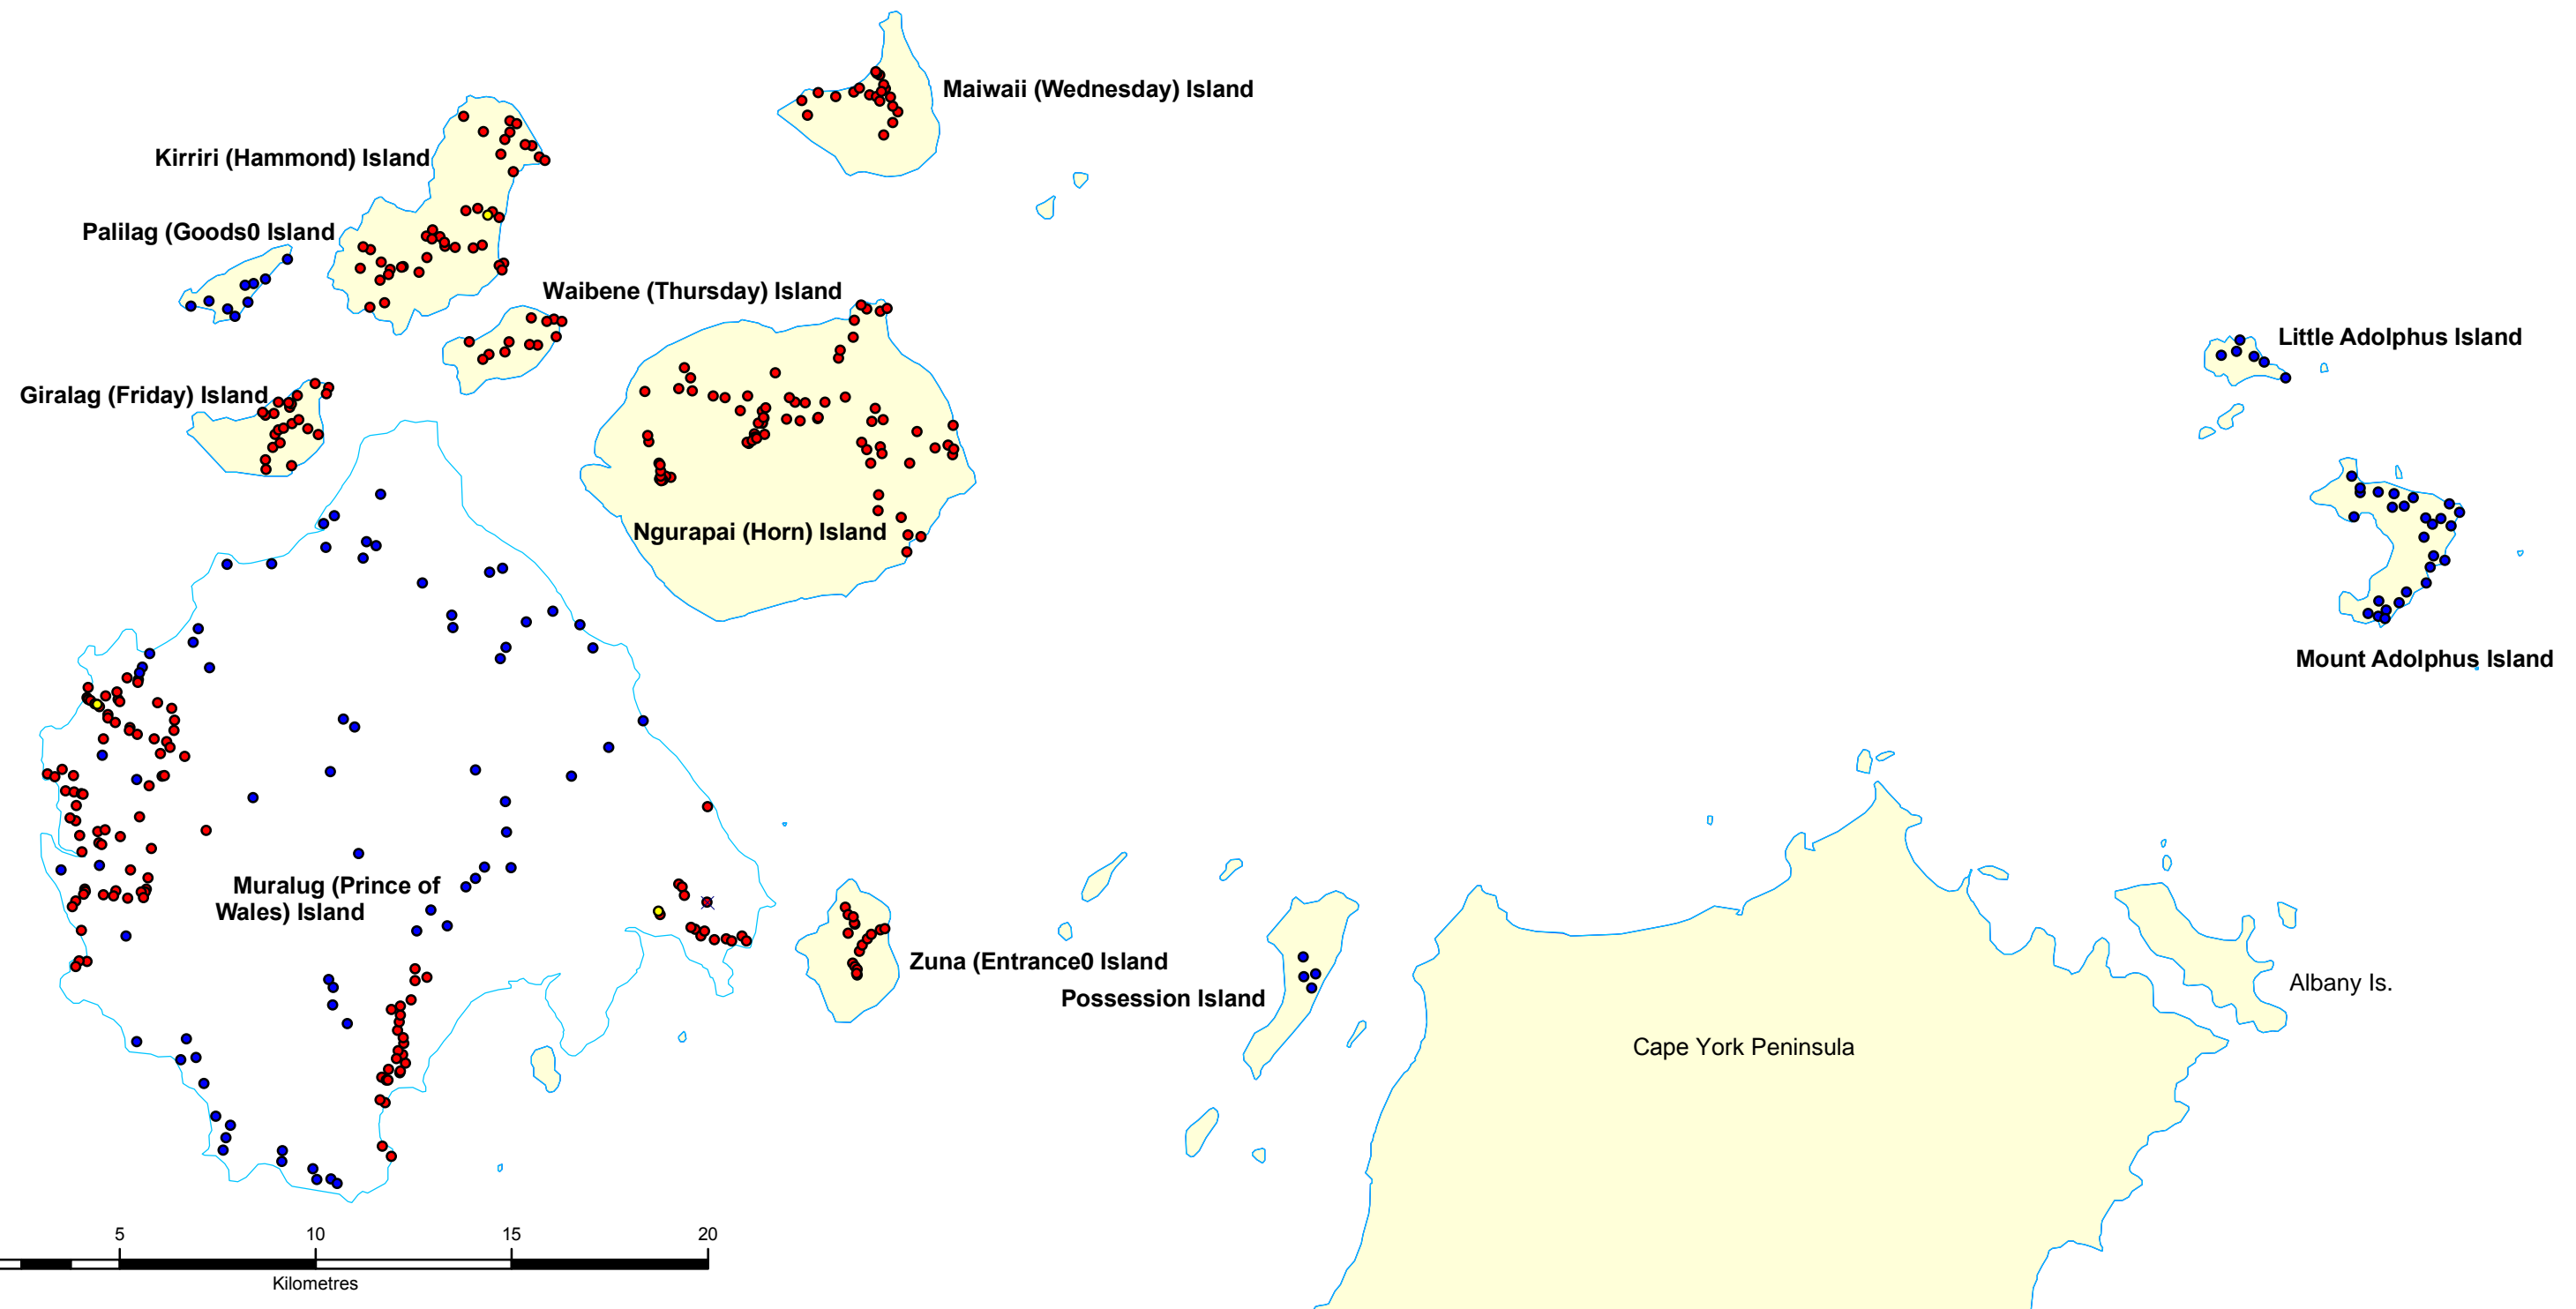 Maiwaii (Wednesday) Island
Kirriri (Hammond) Island
Palilag (Goods0 Island
Waibene (Thursday) Island
Little Adolphus Island
Giralag (Friday) Island
Ngurapai (Horn) Island
Mount Adolphus Island
Muralug (Prince of
Wales) Island
Zuna (Entrance0 Island
Possession Island
Albany Is.
Cape York Peninsula
5 10 15 20
Kilometres